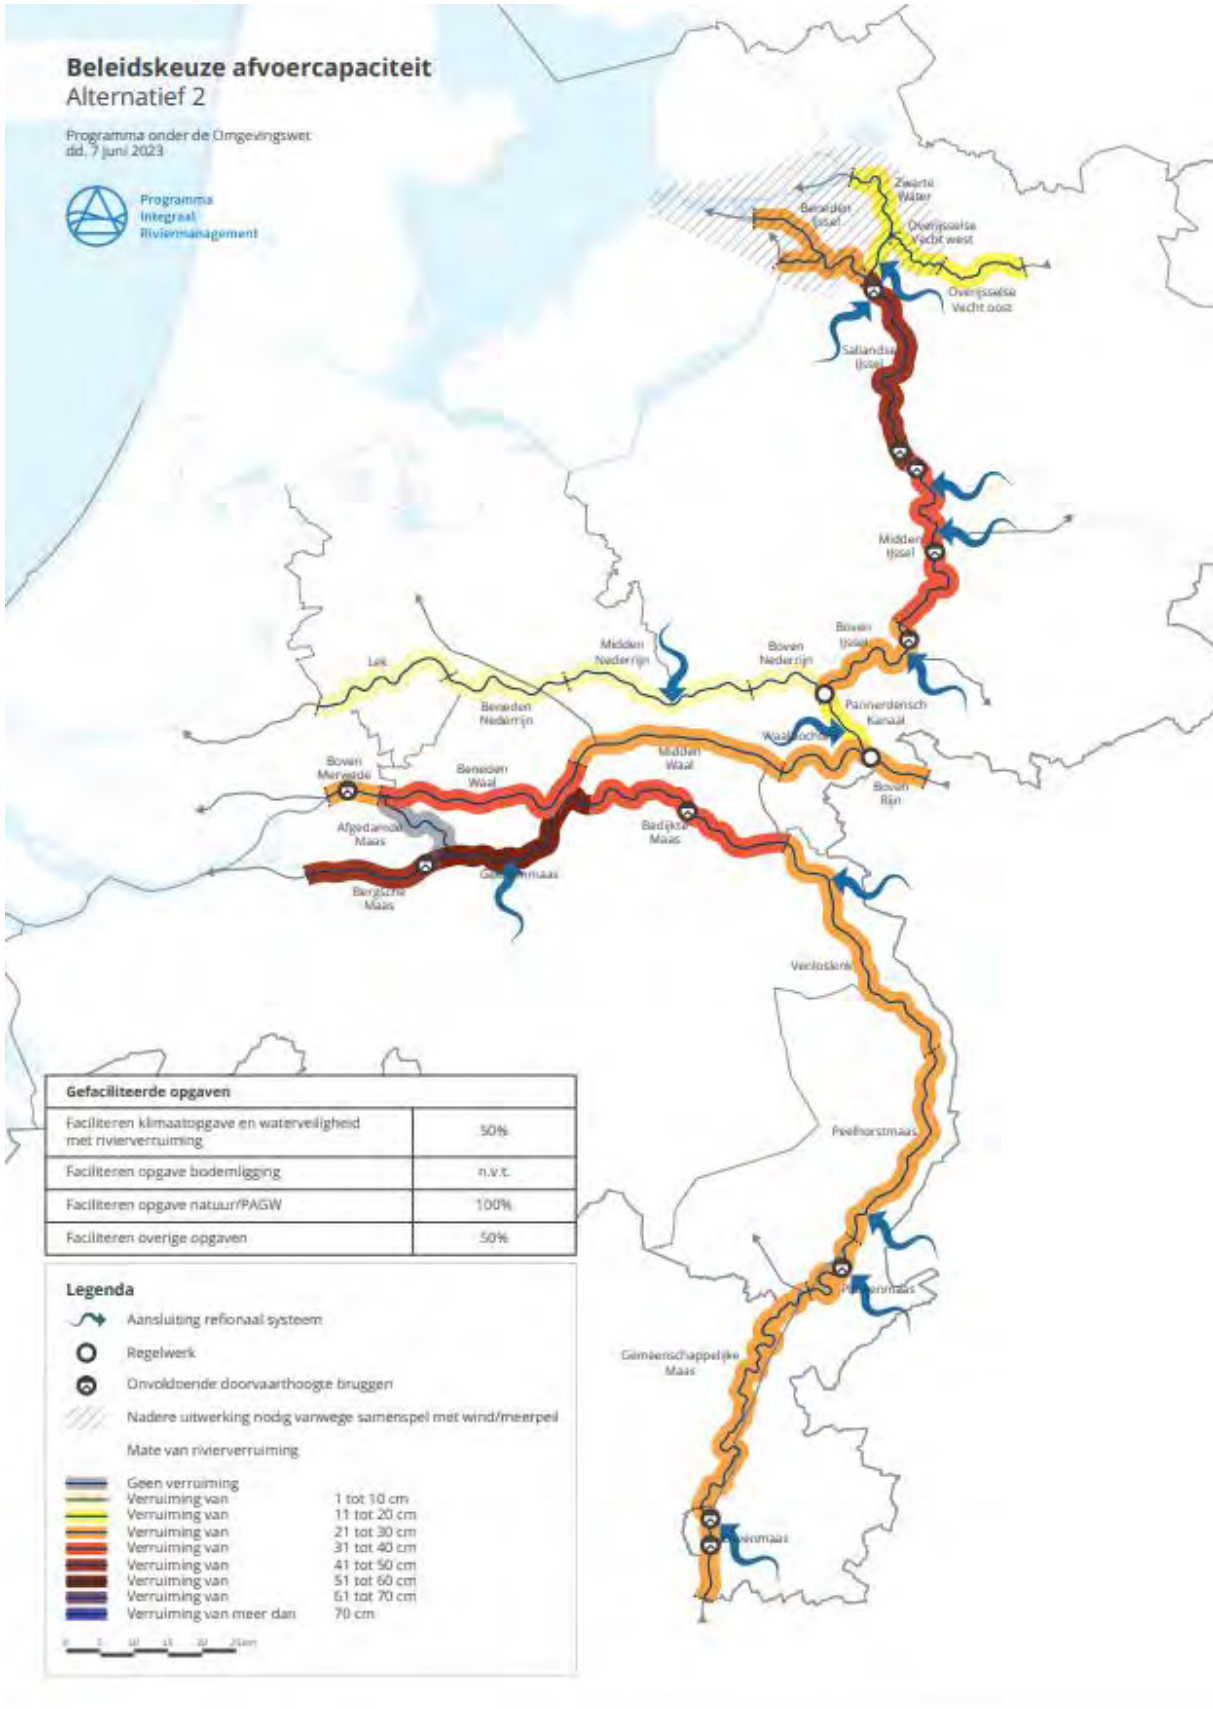 Beleidskeuze afvoercapaciteit
Alternatief 2
Programma onder de Omgevingswet
dd. 7 juni 2023
Programma
Integraal
Riviermanagement
Zwarte
Water
Beneden
IJssel
Overijsselse
Vecht west
Overijsselse
Vecht oost
Sallandse
IJssel
Midden
IJssel
Boven
IJssel
Midden
Nederrijn
Boven
Nederrijn
Lek
Beneden
Nederrijn
Pannerdensch
Kanaal
Midden
Waal
Boven
Rijn
Boven
Merwede
Beneden
Waal
Afgedamde
Maas
Bedijkte
Maas
Bergsche
Maas
Venloslenk
Peelhorstmaas
Gemeenschappelijke
Maas
Gefaciliteerde opgaven
Faciliteren klimaatopgave en waterveiligheid
met rivierverruiming
50%
Faciliteren opgave bodemligging
n.v.t.
Faciliteren opgave natuur/PAGW
100%
Faciliteren overige opgaven
50%
Legenda
Aansluiting refionaal systeem
Regelwerk
Onvoldoende doorvaarthoogte bruggen
Nadere uitwerking nodig vanwege samenspel met wind/meerpeil
Mate van rivierverruiming
Geen verruiming
Verruiming van 1 tot 10 cm
Verruiming van 11 tot 20 cm
Verruiming van 21 tot 30 cm
Verruiming van 31 tot 40 cm
Verruiming van 41 tot 50 cm
Verruiming van 51 tot 60 cm
Verruiming van 61 tot 70 cm
Verruiming van meer dan 70 cm
0 5 10 15 20 25km